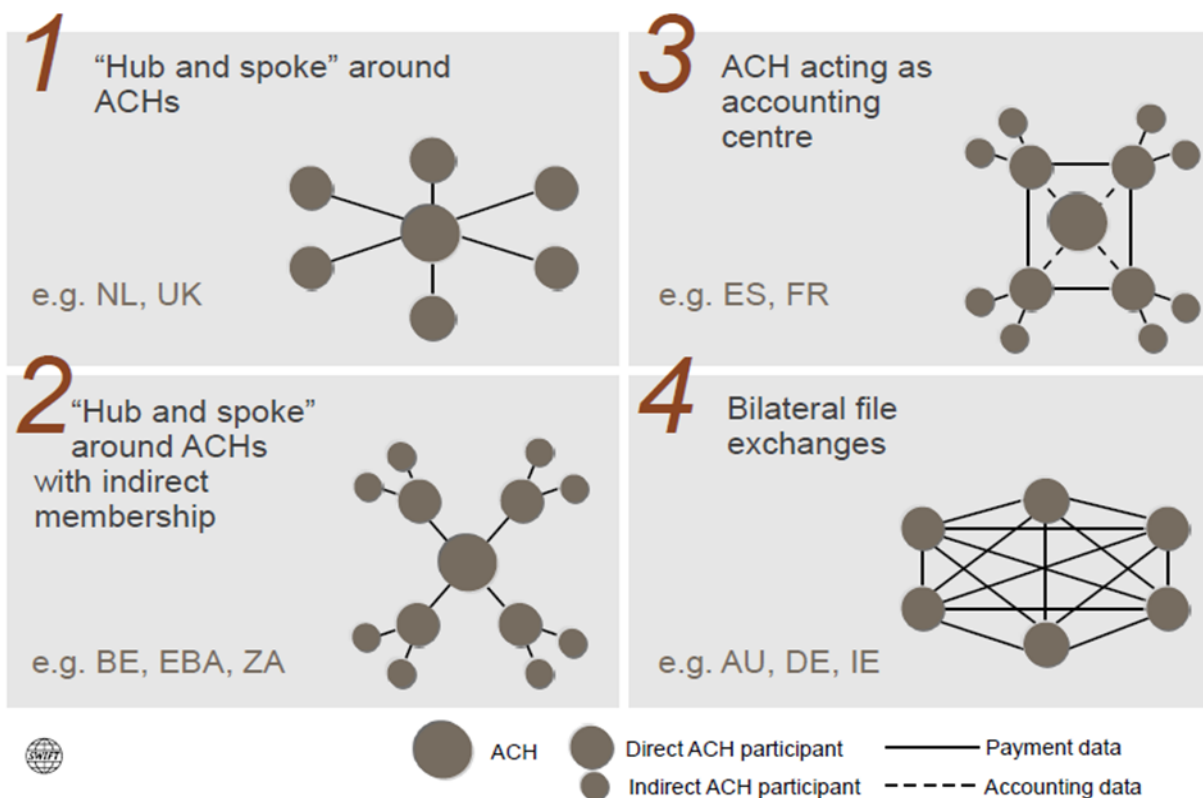 1
“Hub and spoke” around
ACHs
e.g. NL, UK
2
“Hub and spoke”
around ACHs
with indirect
membership
e.g. BE, EBA, ZA
3
ACH acting as
accounting
centre
e.g. ES, FR
4
Bilateral file
exchanges
e.g. AU, DE, IE
SWIFT
ACH
Direct ACH participant
Indirect ACH participant
Payment data
Accounting data